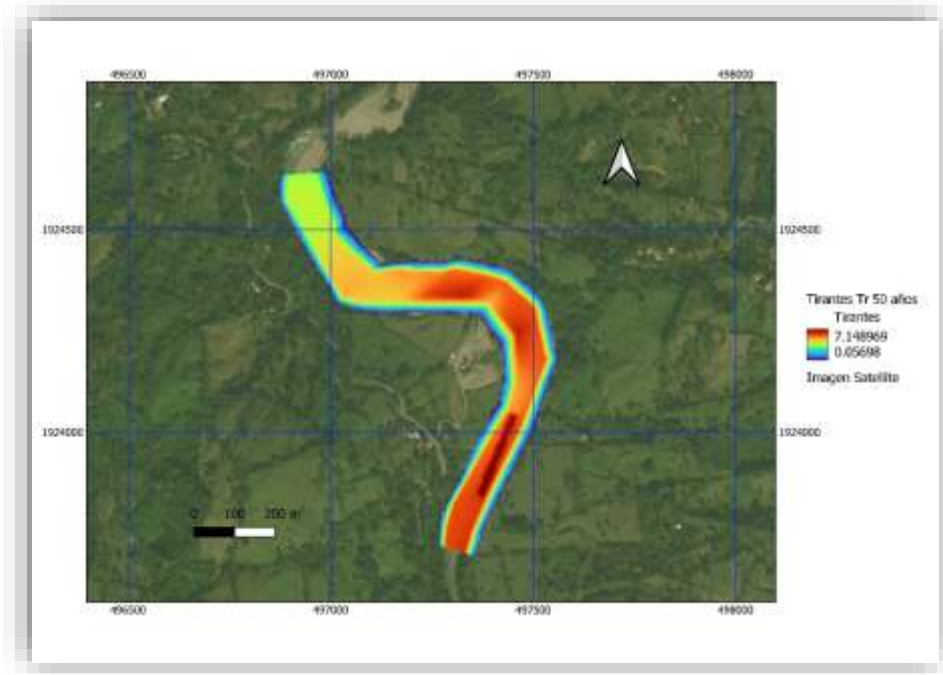 496500 497000 497500 498000
1924500 1924500
Tirantes Tr 50 años
Tirantes
7.148969
0.05698
Imagen Satellite
1924000 1924000
0 100 200 m
496500 497000 497500 498000